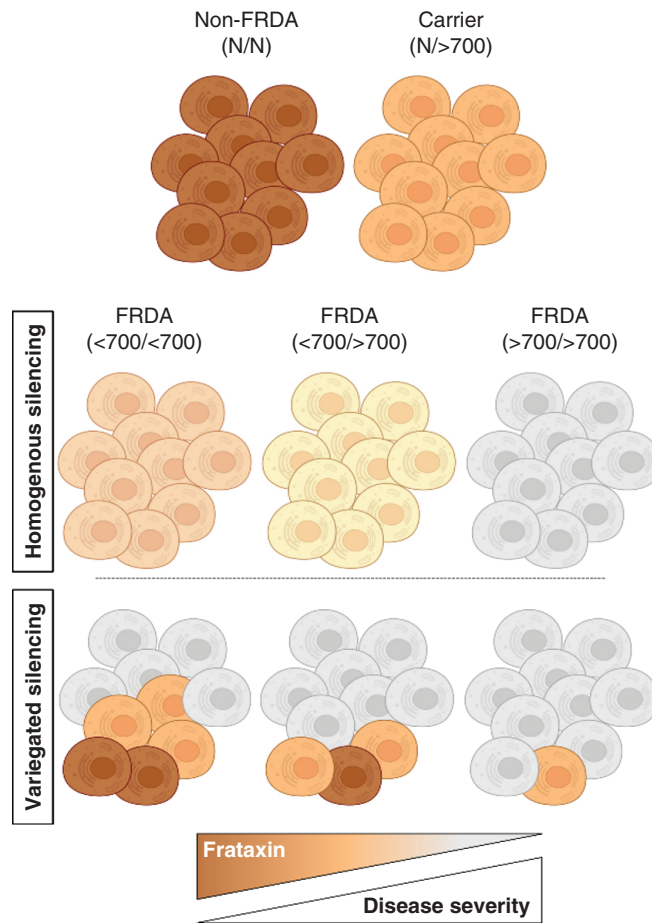 Non-FRDA
(N/N)
Carrier
(N/>700)
Homogenous silencing
FRDA
(<700/<700)
FRDA
(<700/>700)
FRDA
(>700/>700)
Variegated silencing
Frataxin
Disease severity